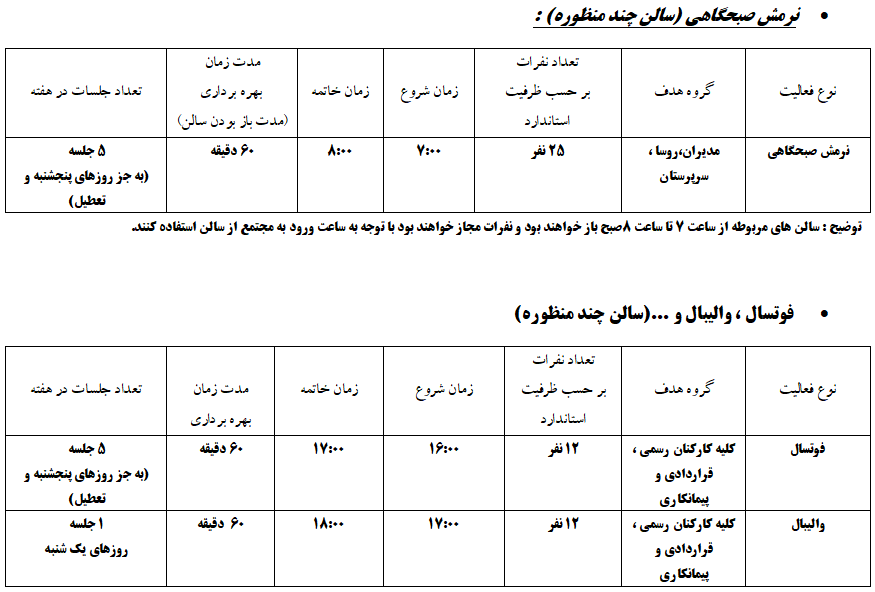 • نرمش صبحگاهی (سالن چند منظوره) :
نوع فعالیت	گروه هدف	تعداد نفرات بر حسب ظرفیت استاندارد	زمان شروع	زمان خاتمه	مدت زمان بهره برداری (مدت باز بودن سالن)	تعداد جلسات در هفته
نرمش صبحگاهی	مدیران،روسا ، سرپرستان	۲۵ نفر	۷:۰۰	۸:۰۰	۶۰ دقیقه	۵ جلسه (به جز روزهای پنجشنبه و تعطیل)
توضیح : سالن های مربوطه از ساعت ۷ تا ساعت ۸صبح باز خواهند بود و نفرات مجاز خواهند بود با توجه به ساعت ورود به مجتمع از سالن استفاده کنند.
• فوتسال ، والیبال و ...(سالن چند منظوره)
نوع فعالیت	گروه هدف	تعداد نفرات بر حسب ظرفیت استاندارد	زمان شروع	زمان خاتمه	مدت زمان بهره برداری	تعداد جلسات در هفته
فوتسال	کلیه کارکنان رسمی ، قراردادی و پیمانکاری	۱۲ نفر	۱۶:۰۰	۱۷:۰۰	۶۰ دقیقه	۵ جلسه (به جز روزهای پنجشنبه و تعطیل)
والیبال	کلیه کارکنان رسمی ، قراردادی و پیمانکاری	۱۲ نفر	۱۷:۰۰	۱۸:۰۰	۶۰ دقیقه	۱ جلسه روزهای یک شنبه